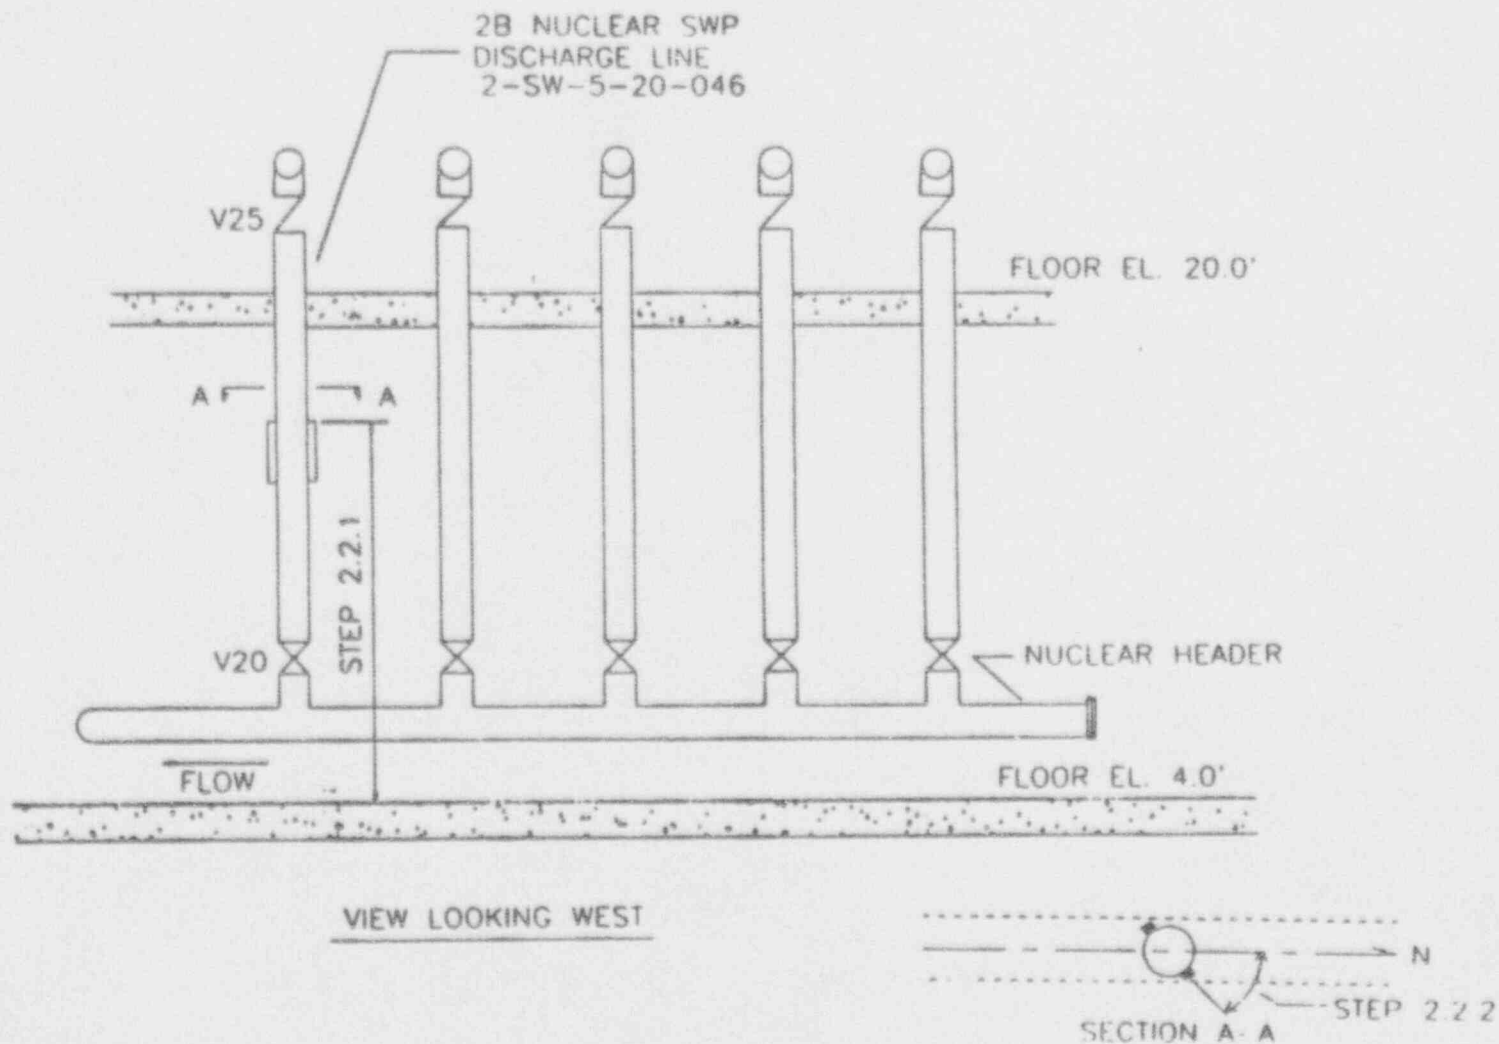 2B NUCLEAR SWP
DISCHARGE LINE
2-SW-5-20-046
V25
FLOOR EL. 20.0'
A
A
STEP 2.2.1
V20
NUCLEAR HEADER
FLOW
FLOOR EL. 4.0'
VIEW LOOKING WEST
N
STEP 2.2.2
SECTION A-A